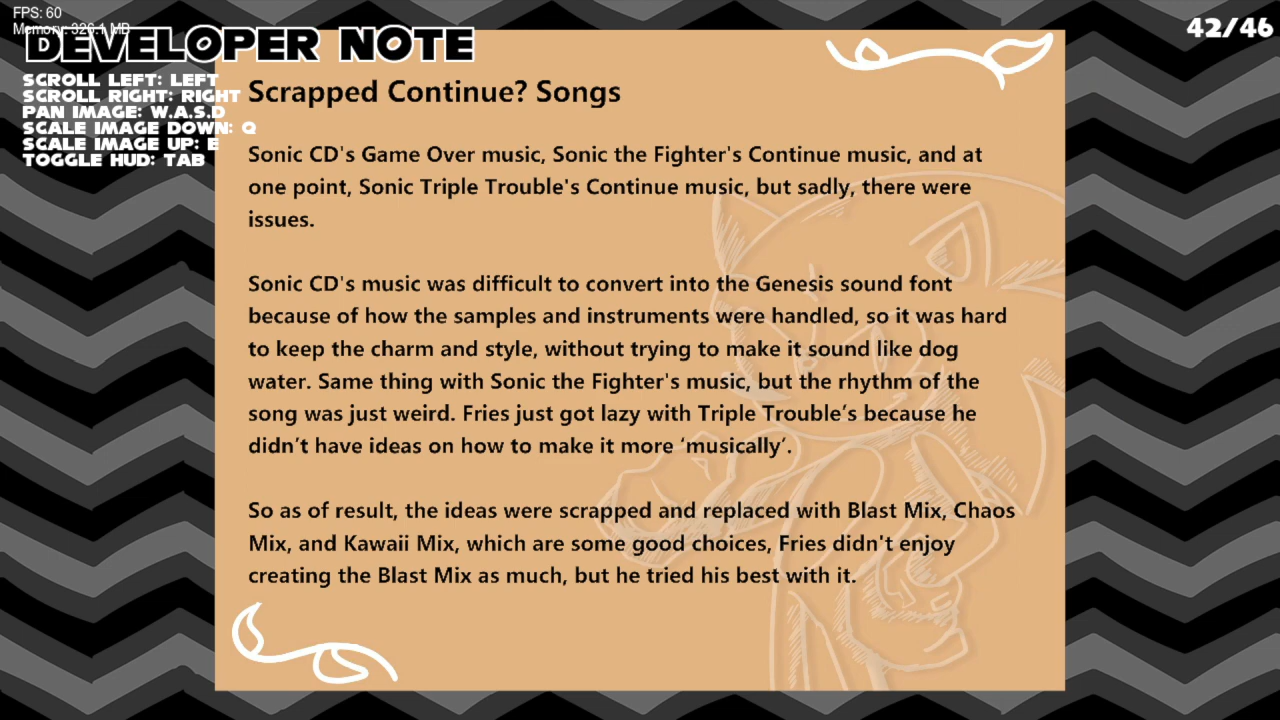 FPS: 60
Memory: 326.1 MB
DEVELOPER NOTE
42/46
SCROLL LEFT: LEFT
SCROLL RIGHT: RIGHT
PAN IMAGE: W.A.S.D
SCALE IMAGE DOWN: Q
SCALE IMAGE UP: E
TOGGLE HUD: TAB
Scrapped Continue? Songs
Sonic CD's Game Over music, Sonic the Fighter's Continue music, and at
one point, Sonic Triple Trouble's Continue music, but sadly, there were
issues.
Sonic CD's music was difficult to convert into the Genesis sound font
because of how the samples and instruments were handled, so it was hard
to keep the charm and style, without trying to make it sound like dog
water. Same thing with Sonic the Fighter's music, but the rhythm of the
song was just weird. Fries just got lazy with Triple Trouble’s because he
didn’t have ideas on how to make it more ‘musically’.
So as of result, the ideas were scrapped and replaced with Blast Mix, Chaos
Mix, and Kawaii Mix, which are some good choices, Fries didn't enjoy
creating the Blast Mix as much, but he tried his best with it.